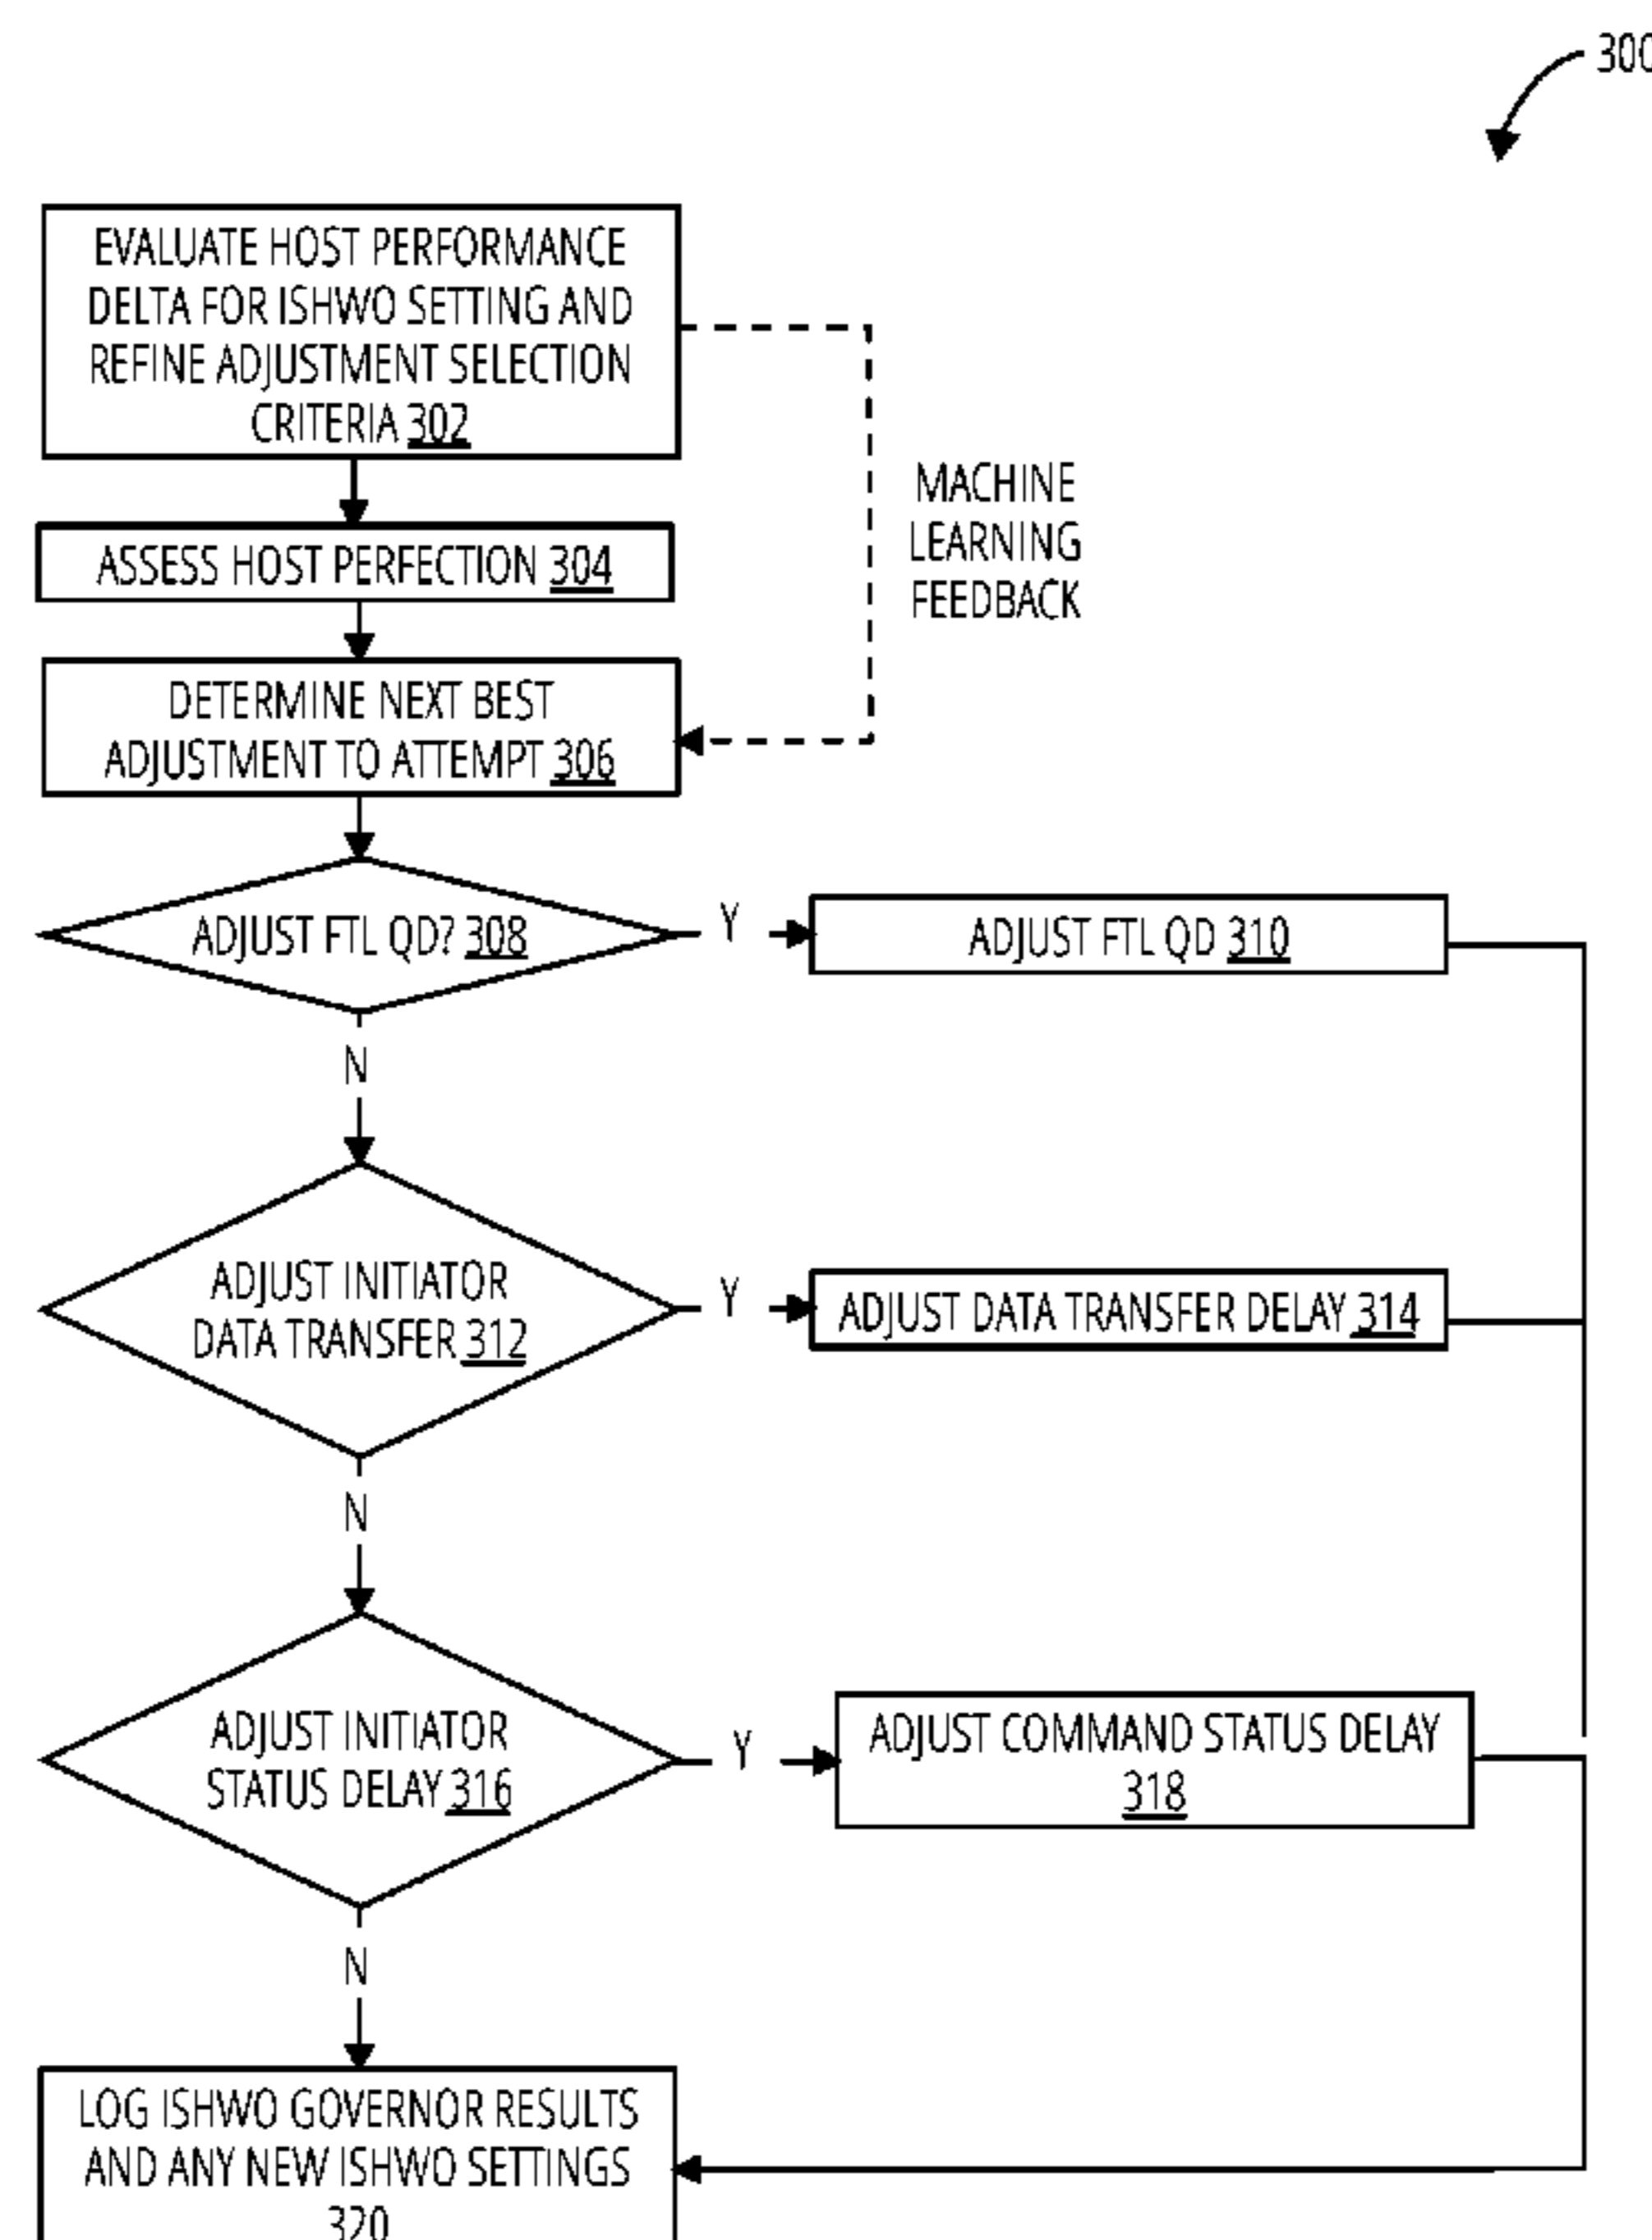 300
EVALUATE HOST PERFORMANCE
DELTA FOR ISHWO SETTING AND
REFINE ADJUSTMENT SELECTION
CRITERIA 302
MACHINE
LEARNING
FEEDBACK
ASSESS HOST PERFECTION 304
DETERMINE NEXT BEST
ADJUSTMENT TO ATTEMPT 306
ADJUST FTL QD? 308
Y
ADJUST FTL QD 310
N
ADJUST INITIATOR
DATA TRANSFER 312
Y
ADJUST DATA TRANSFER DELAY 314
N
ADJUST INITIATOR
STATUS DELAY 316
Y
ADJUST COMMAND STATUS DELAY
318
N
LOG ISHWO GOVERNOR RESULTS
AND ANY NEW ISHWO SETTINGS
320